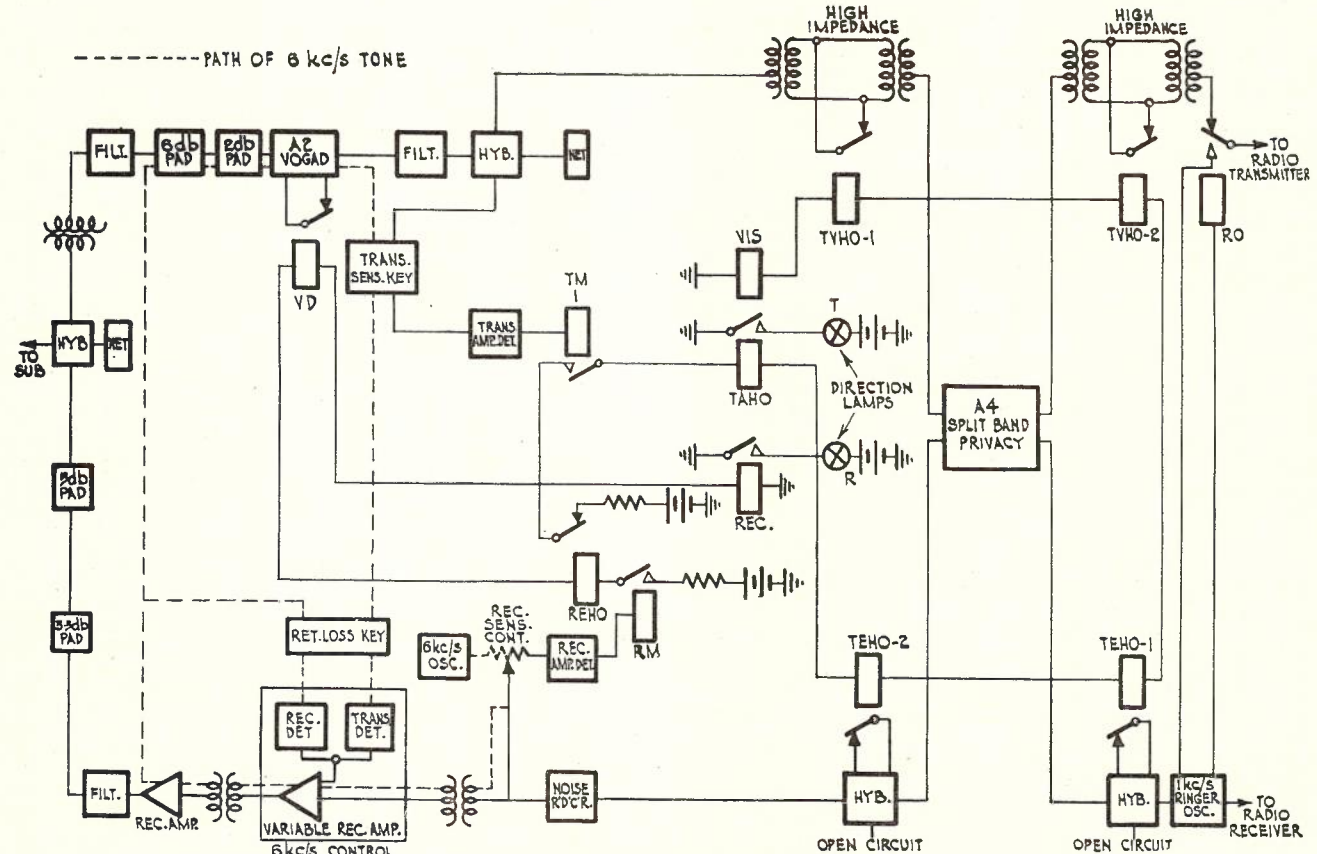 HIGH
IMPEDANCE
HIGH
IMPEDANCE
PATH OF 6 kc/s TONE
FILT.
6db
PAD
2db
PAD
A2
VOGAD
FILT.
HYB.
NET
TO
RADIO
TRANSMITTER
TRANS.
SENS. KEY
VD
VIS
TVHO-1
TVHO-2
RO
TM
T
TRANS
AMP. DET.
HYB
NET
TO
SUB
TAHO
DIRECTION
LAMPS
A4
SPLIT BAND
PRIVACY
R
REC.
PAD
REHO
REC.
SENS.
CONT.
RM
3·5db
PAD
RET. LOSS KEY
6kc/s
OSC.
REC.
AMP. DET.
TEHO-2
TEHO-1
REC.
DET
TRANS
DET.
FILT.
REC. AMP.
VARIABLE REC. AMP.
6kc/s CONTROL
NOISE
R'D'C'R.
HYB.
OPEN CIRCUIT
HYB.
OPEN CIRCUIT
1kc/s
RINGER
OSC.
TO
RADIO
RECEIVER